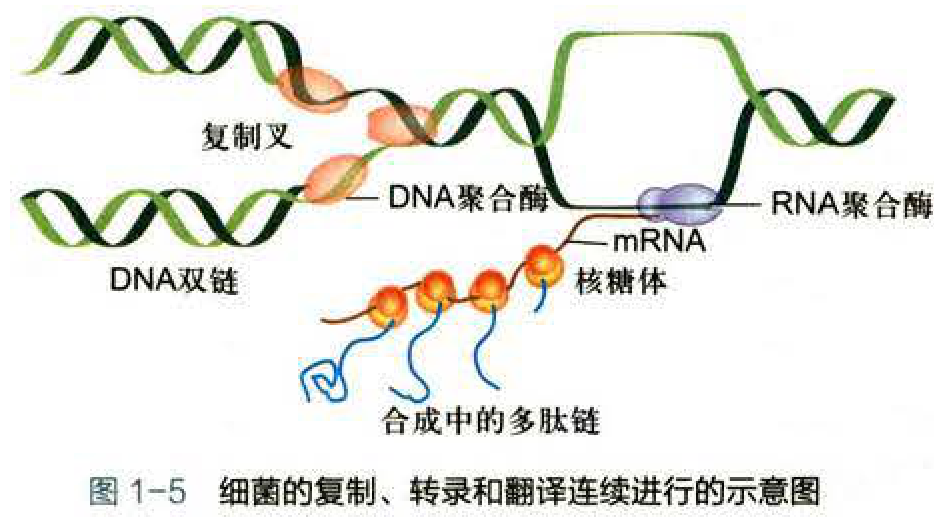 复制叉
DNA聚合酶
RNA聚合酶
mRNA
DNA双链
核糖体
合成中的多肽链
图 1-5 细菌的复制、转录和翻译连续进行的示意图